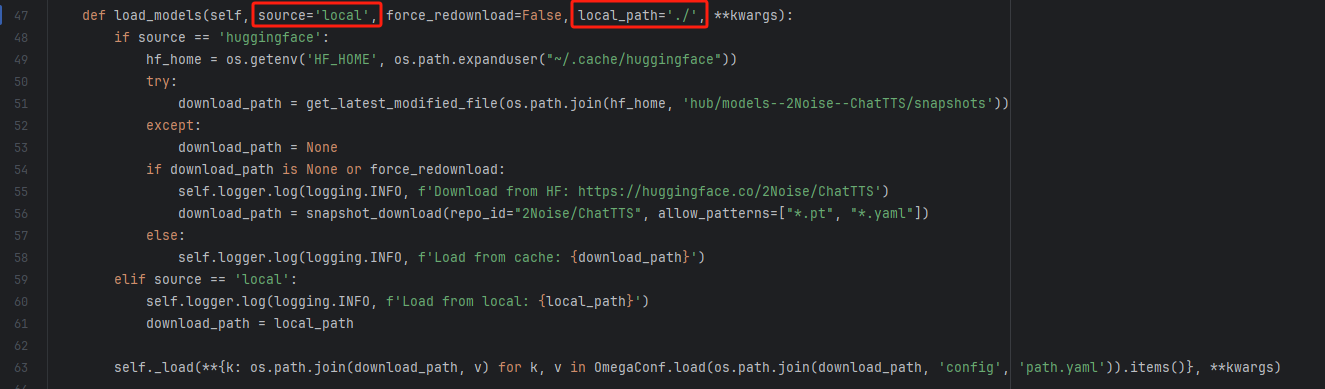 47 def load_models(self, source='local', force_redownload=False, local_path='./', **kwargs):
48 if source == 'huggingface':
49 hf_home = os.getenv('HF_HOME', os.path.expanduser("~/.cache/huggingface"))
50 try:
51 download_path = get_latest_modified_file(os.path.join(hf_home, 'hub/models--2Noise--ChatTTS/snapshots'))
52 except:
53 download_path = None
54 if download_path is None or force_redownload:
55 self.logger.log(logging.INFO, f'Download from HF: https://huggingface.co/2Noise/ChatTTS')
56 download_path = snapshot_download(repo_id="2Noise/ChatTTS", allow_patterns=["*.pt", "*.yaml"])
57 else:
58 self.logger.log(logging.INFO, f'Load from cache: {download_path}')
59 elif source == 'local':
60 self.logger.log(logging.INFO, f'Load from local: {local_path}')
61 download_path = local_path
62
63 self._load(**{k: os.path.join(download_path, v) for k, v in OmegaConf.load(os.path.join(download_path, 'config', 'path.yaml')).items()}, **kwargs)